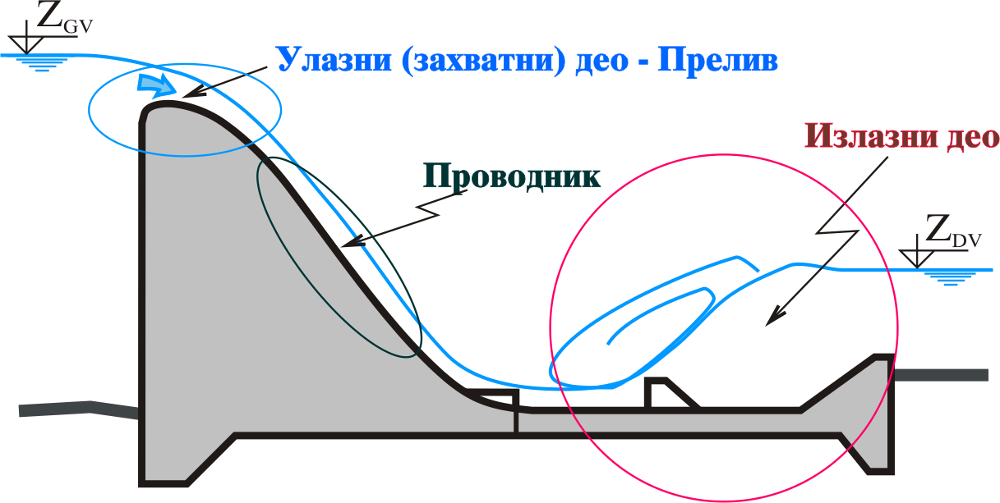 Z_GV
Улазни (захватни) део - Прелив
Излазни део
Проводник
Z_DV